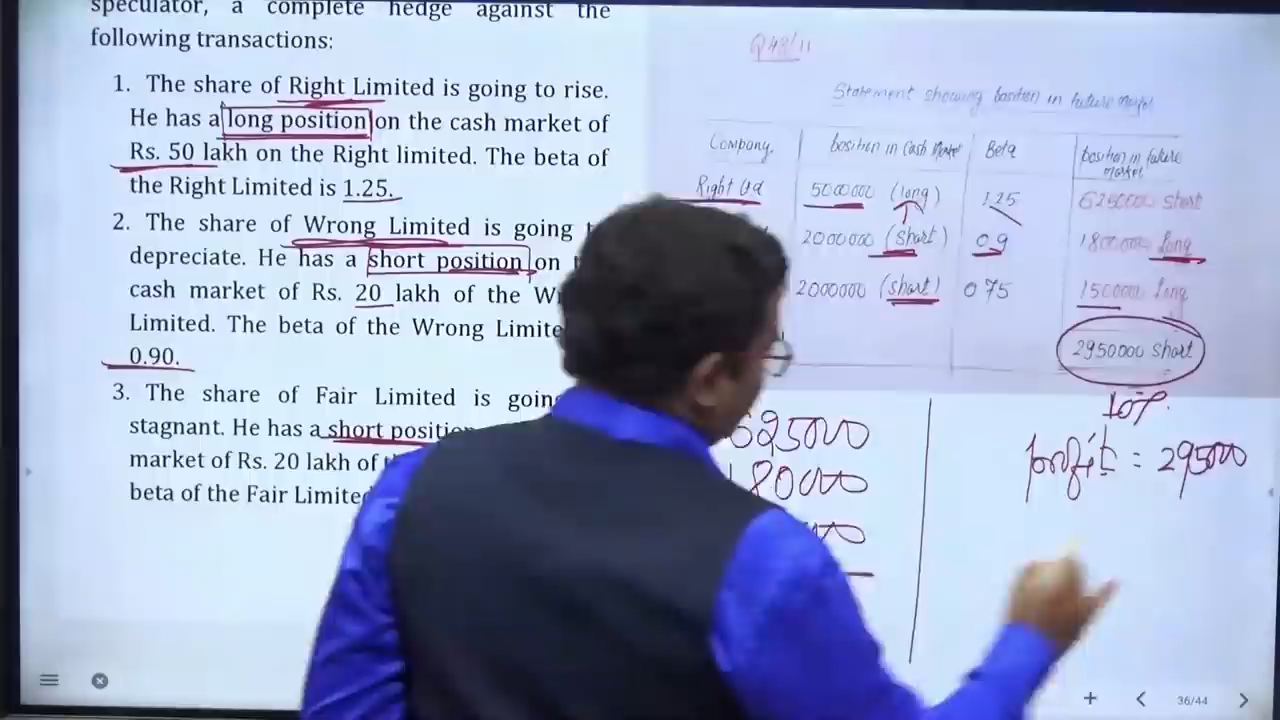 speculator, a complete hedge against the
following transactions:
1. The share of Right Limited is going to rise.
He has a long position on the cash market of
Rs. 50 lakh on the Right limited. The beta of
the Right Limited is 1.25.
2. The share of Wrong Limited is going
depreciate. He has a short position on
cash market of Rs. 20 lakh of the
Limited. The beta of the Wrong
0.90.
3. The share of Fair Limited is
stagnant. He has a short
market of Rs. 20 lakh of
beta of the Fair
Q48/11
Statement showing position in future market
Company. position in Cash Market Beta position in future market
Right Ltd 5000000 (long) 1.25 6250000 short
2000000 (short) 0.9 1800000 long
2000000 (short) 0.75 1500000 long
2950000 short
10%.
625000
180000
profit = 295000
36/44